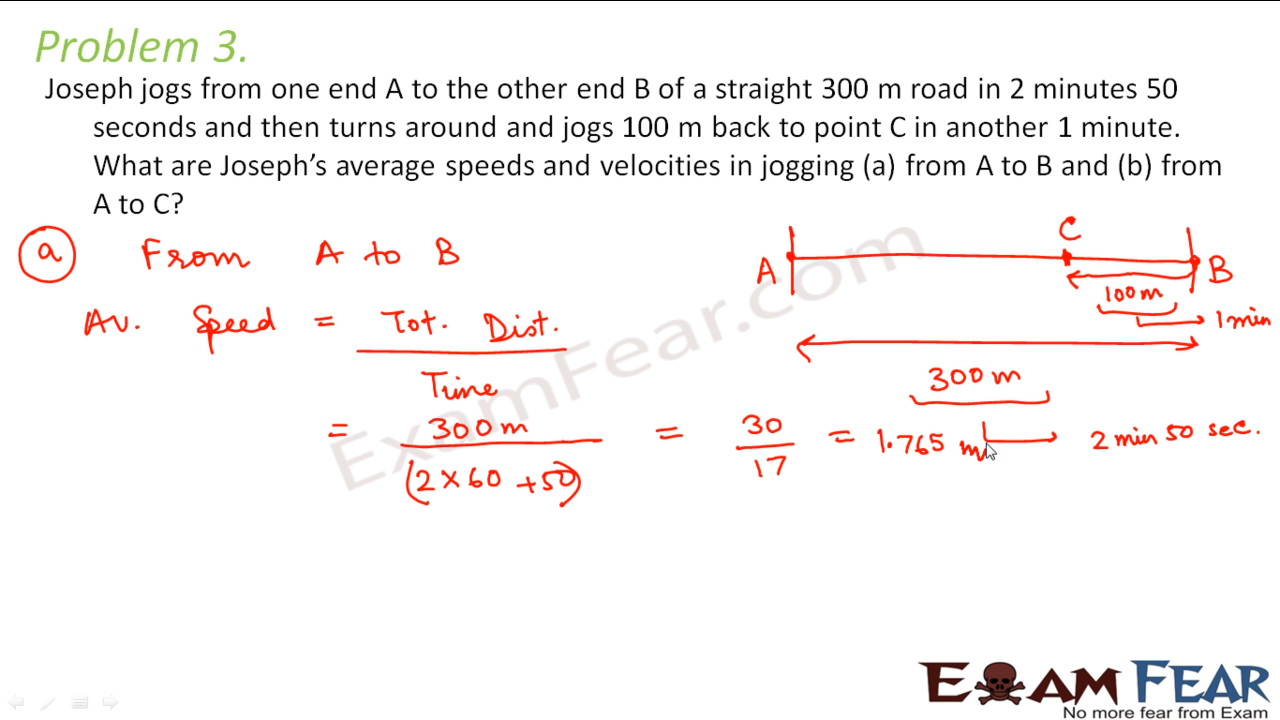 Problem 3.
Joseph jogs from one end A to the other end B of a straight 300 m road in 2 minutes 50
seconds and then turns around and jogs 100 m back to point C in another 1 minute.
What are Joseph's average speeds and velocities in jogging (a) from A to B and (b) from
A to C?
a From A to B
A C B
100m
1 min
300 m
2 min 50 sec.
Av. Speed = Tot. Dist.
Time
= 300m = 30 = 1.765 m
(2 × 60 + 50) 17
ExamFear.com
EXAM FEAR
No more fear from Exam